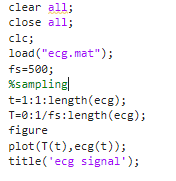 clear all;
close all;
clc;
load("ecg.mat");
fs=500;
%sampling
t=1:1:length(ecg);
T=0:1/fs:length(ecg);
figure
plot(T(t),ecg(t));
title('ecg signal');